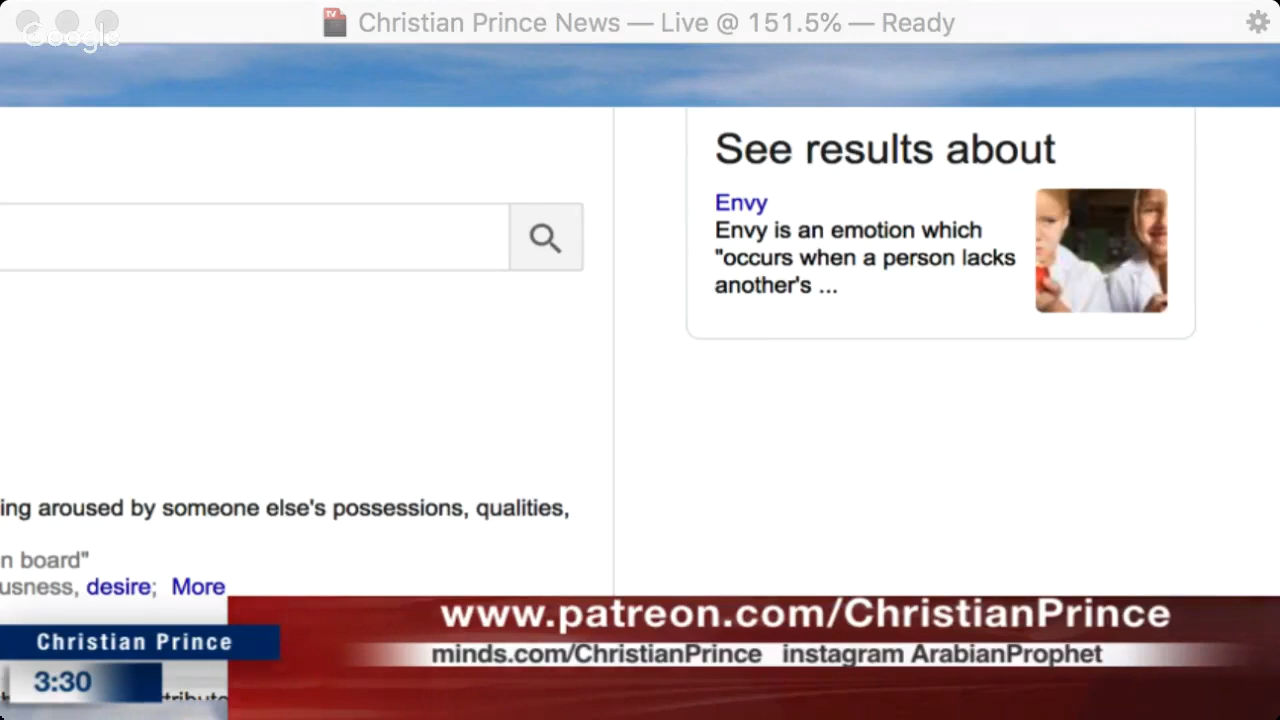 Christian Prince News — Live @ 151.5% — Ready
Google
See results about
Envy
Envy is an emotion which
"occurs when a person lacks
another's ...
ing aroused by someone else's possessions, qualities,
n board"
usness, desire; More
www.patreon.com/ChristianPrince
Christian Prince
minds.com/ChristianPrince instagram ArabianProphet
3:30